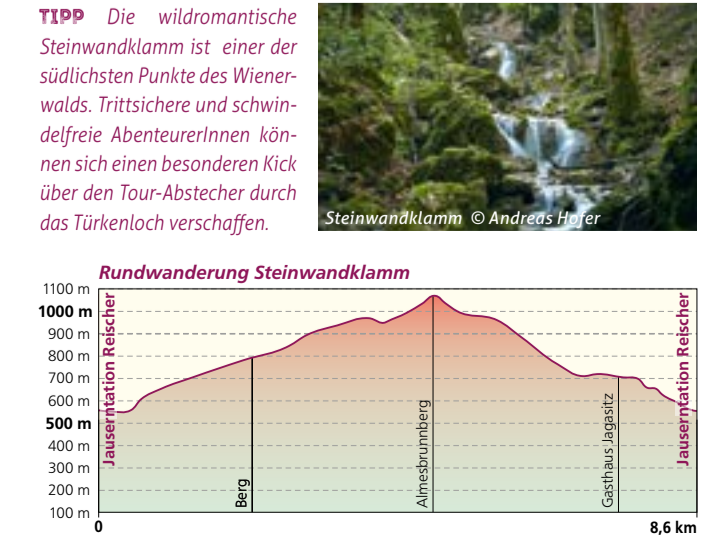 TIPP Die wildromantische
Steinwandklamm ist einer der
südlichsten Punkte des Wiener-
walds. Trittsichere und schwin-
delfreie AbenteurerInnen kön-
nen sich einen besonderen Kick
über den Tour-Abstecher durch
das Türkenloch verschaffen.
Steinwandklamm © Andreas Hofer
Rundwanderung Steinwandklamm
1100 m
1000 m
900 m
800 m
700 m
600 m
500 m
400 m
300 m
200 m
100 m
Jauserntation Reischer
Berg
Almesbrunnberg
Gasthaus Jagasitz
Jauserntation Reischer
0
8,6 km